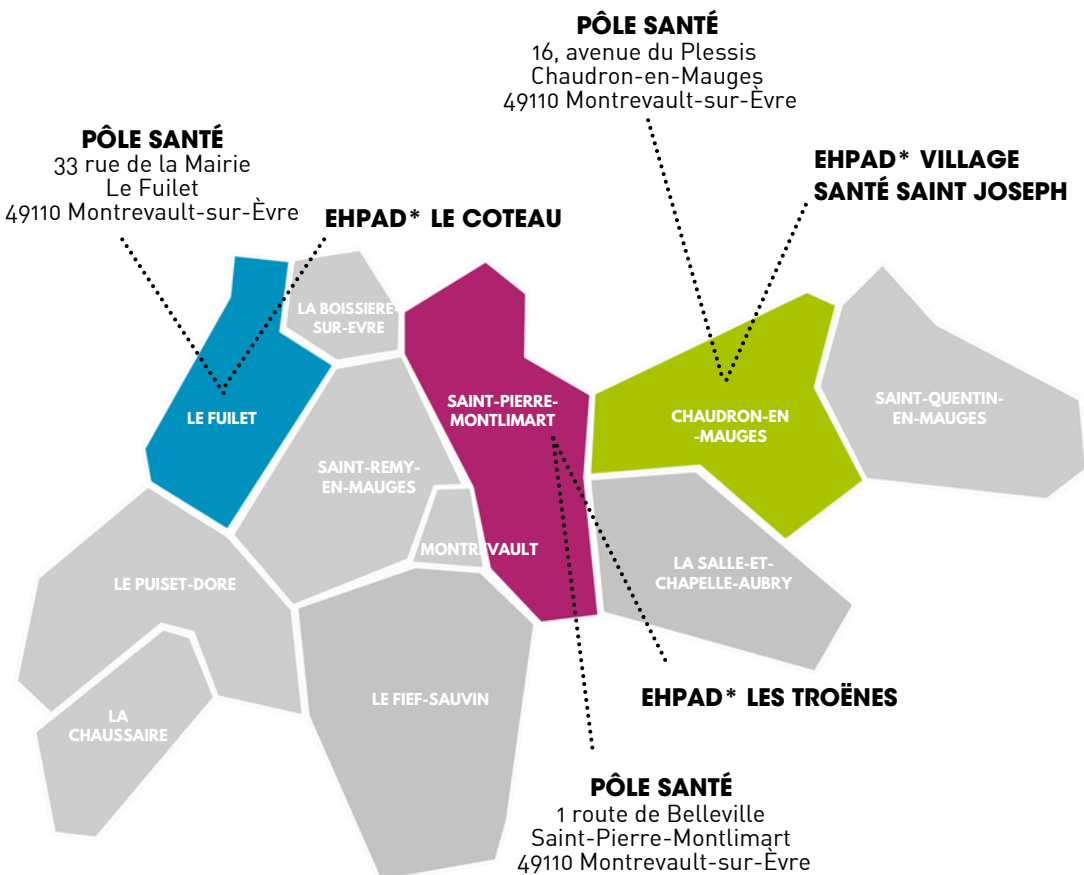 PÔLE SANTÉ
16, avenue du Plessis
Chaudron-en-Mauges
49110 Montrevault-sur-Èvre
PÔLE SANTÉ
33 rue de la Mairie
Le Fuilet
49110 Montrevault-sur-Èvre
EHPAD* VILLAGE
SANTÉ SAINT JOSEPH
EHPAD* LE COTEAU
LA BOISSIERE-
SUR-EVRE
LE FUILET
SAINT-PIERRE-
MONTLIMART
CHAUDRON-EN
-MAUGES
SAINT-QUENTIN-
EN-MAUGES
SAINT-REMY-
EN-MAUGES
MONTREVAULT
LE PUISET-DORE
LA SALLE-ET-
CHAPELLE-AUBRY
LE FIEF-SAUVIN
LA
CHAUSSAIRE
EHPAD* LES TROËNES
PÔLE SANTÉ
1 route de Belleville
Saint-Pierre-Montlimart
49110 Montrevault-sur-Èvre